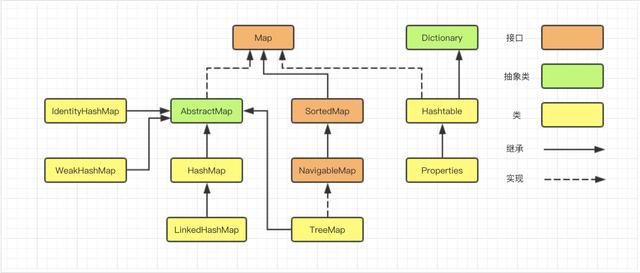 Map
Dictionary
接口
抽象类
IdentityHashMap
AbstractMap
SortedMap
Hashtable
类
继承
WeakHashMap
HashMap
NavigableMap
Properties
实现
LinkedHashMap
TreeMap